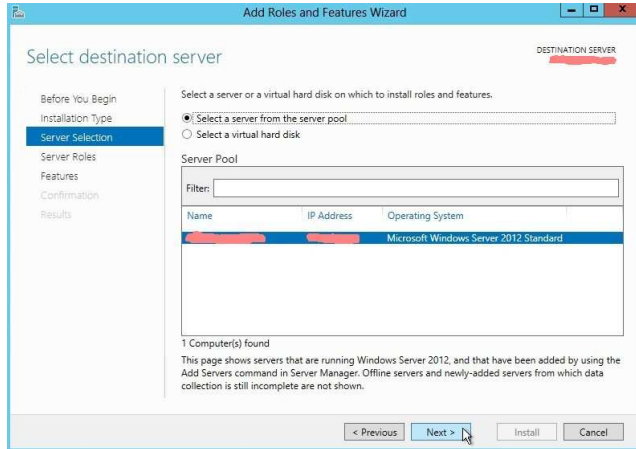 Add Roles and Features Wizard
Select destination server
DESTINATION SERVER
Before You Begin
Installation Type
Server Selection
Server Roles
Features
Confirmation
Results
Select a server or a virtual hard disk on which to install roles and features.
Select a server from the server pool
Select a virtual hard disk
Server Pool
Filter:
Name IP Address Operating System
Microsoft Windows Server 2012 Standard
1 Computer(s) found
This page shows servers that are running Windows Server 2012, and that have been added by using the
Add Servers command in Server Manager. Offline servers and newly-added servers from which data
collection is still incomplete are not shown.
< Previous Next > Install Cancel